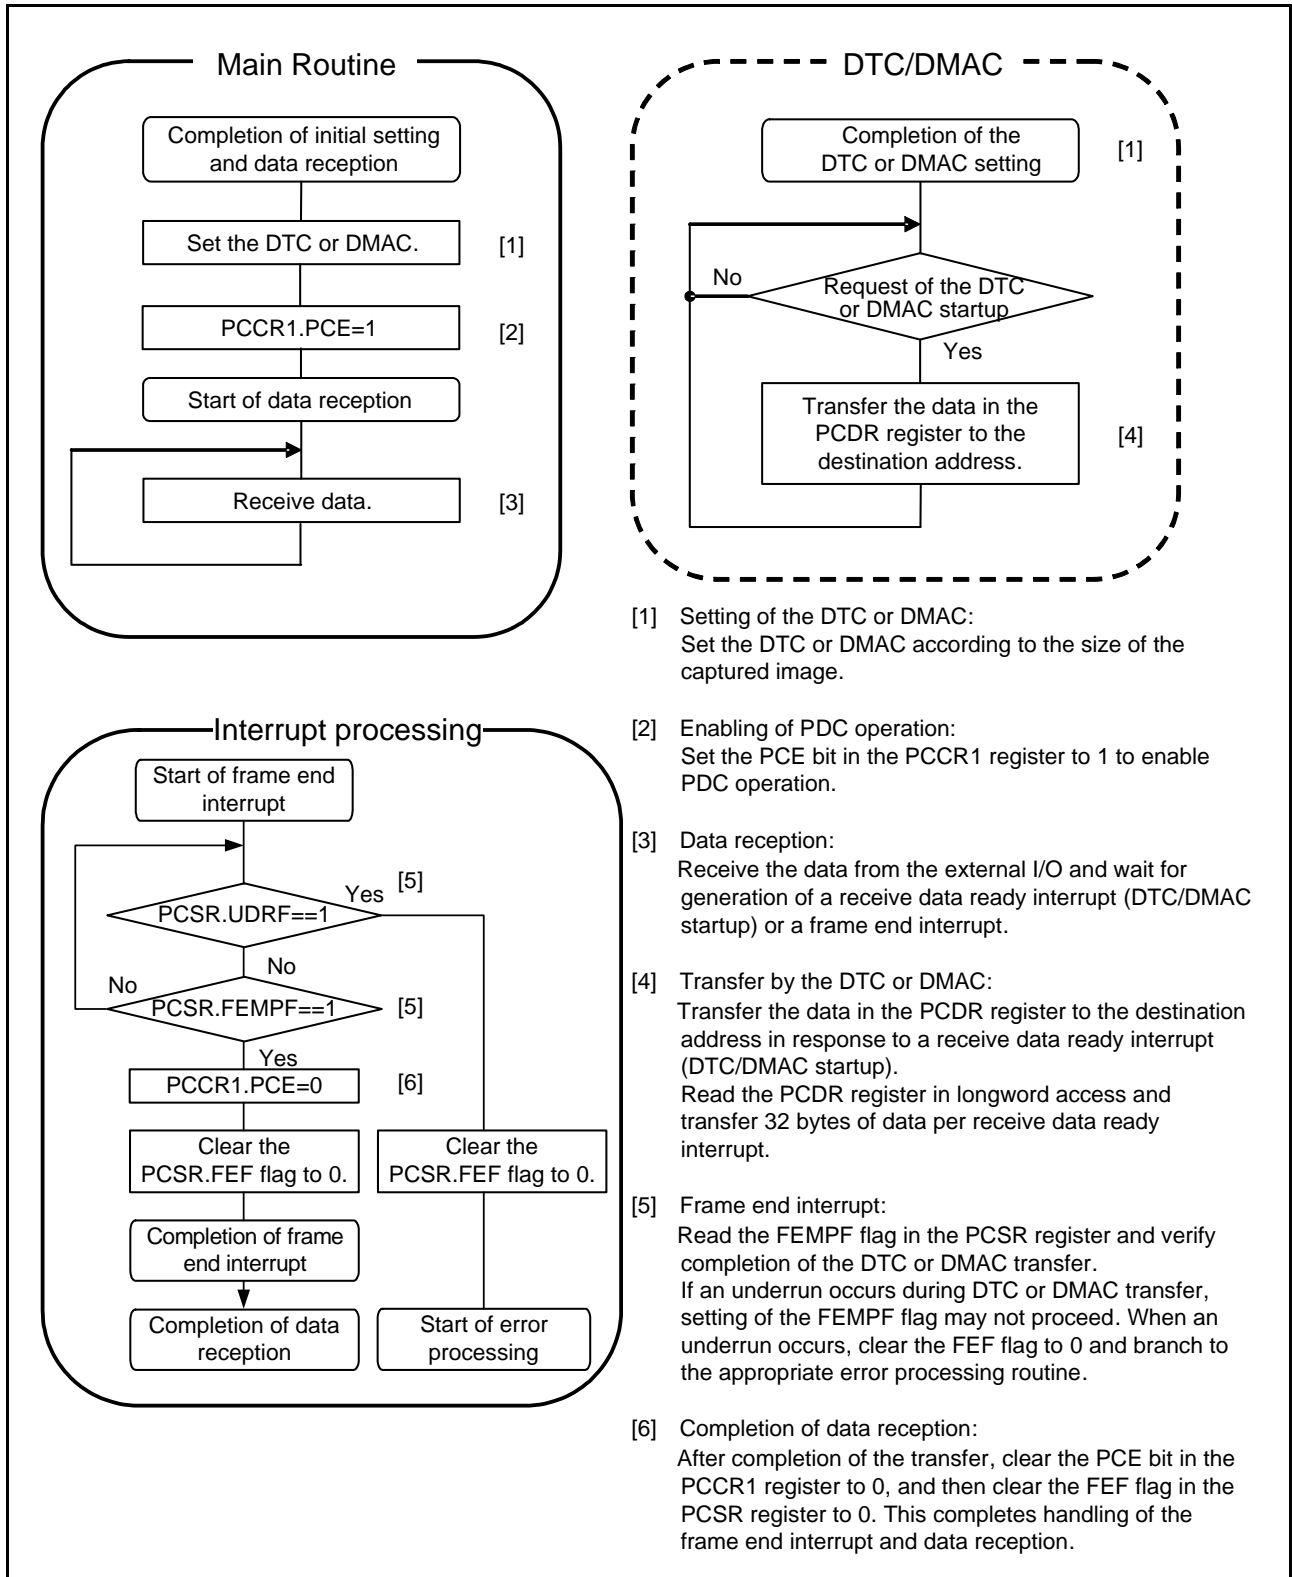 Main Routine
Completion of initial setting
and data reception
Set the DTC or DMAC.
[1]
PCCR1.PCE=1
[2]
Start of data reception
Receive data.
[3]
DTC/DMAC
Completion of the
DTC or DMAC setting
[1]
No
Request of the DTC
or DMAC startup
Yes
Transfer the data in the
PCDR register to the
destination address.
[4]
Interrupt processing
Start of frame end
interrupt
Yes
[5]
PCSR.UDRF==1
No
No
PCSR.FEMPF==1
[5]
Yes
PCCR1.PCE=0
[6]
Clear the
PCSR.FEF flag to 0.
Clear the
PCSR.FEF flag to 0.
Completion of frame
end interrupt
Completion of data
reception
Start of error
processing
[1] Setting of the DTC or DMAC:
Set the DTC or DMAC according to the size of the
captured image.
[2] Enabling of PDC operation:
Set the PCE bit in the PCCR1 register to 1 to enable
PDC operation.
[3] Data reception:
Receive the data from the external I/O and wait for
generation of a receive data ready interrupt (DTC/DMAC
startup) or a frame end interrupt.
[4] Transfer by the DTC or DMAC:
Transfer the data in the PCDR register to the destination
address in response to a receive data ready interrupt
(DTC/DMAC startup).
Read the PCDR register in longword access and
transfer 32 bytes of data per receive data ready
interrupt.
[5] Frame end interrupt:
Read the FEMPF flag in the PCSR register and verify
completion of the DTC or DMAC transfer.
If an underrun occurs during DTC or DMAC transfer,
setting of the FEMPF flag may not proceed. When an
underrun occurs, clear the FEF flag to 0 and branch to
the appropriate error processing routine.
[6] Completion of data reception:
After completion of the transfer, clear the PCE bit in the
PCCR1 register to 0, and then clear the FEF flag in the
PCSR register to 0. This completes handling of the
frame end interrupt and data reception.